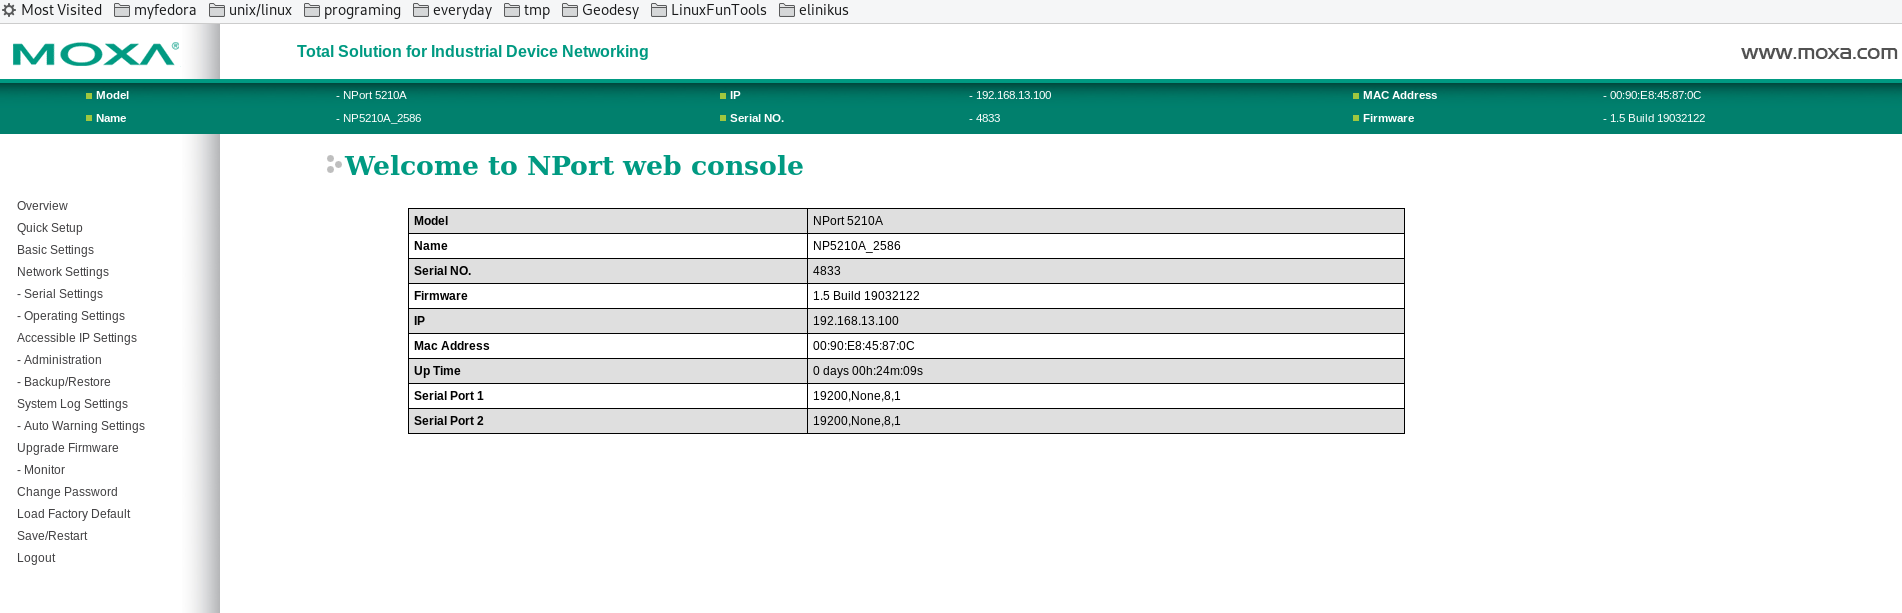 Most Visited myfedora unix/linux programing everyday tmp Geodesy LinuxFunTools elinikus
MOXA®
Total Solution for Industrial Device Networking
www.moxa.com
Model - NPort 5210A IP - 192.168.13.100 MAC Address - 00:90:E8:45:87:0C
Name - NP5210A_2586 Serial NO. - 4833 Firmware - 1.5 Build 19032122
Overview
Quick Setup
Basic Settings
Network Settings
- Serial Settings
- Operating Settings
Accessible IP Settings
- Administration
- Backup/Restore
System Log Settings
- Auto Warning Settings
Upgrade Firmware
- Monitor
Change Password
Load Factory Default
Save/Restart
Logout
Welcome to NPort web console
Model NPort 5210A
Name NP5210A_2586
Serial NO. 4833
Firmware 1.5 Build 19032122
IP 192.168.13.100
Mac Address 00:90:E8:45:87:0C
Up Time 0 days 00h:24m:09s
Serial Port 1 19200,None,8,1
Serial Port 2 19200,None,8,1